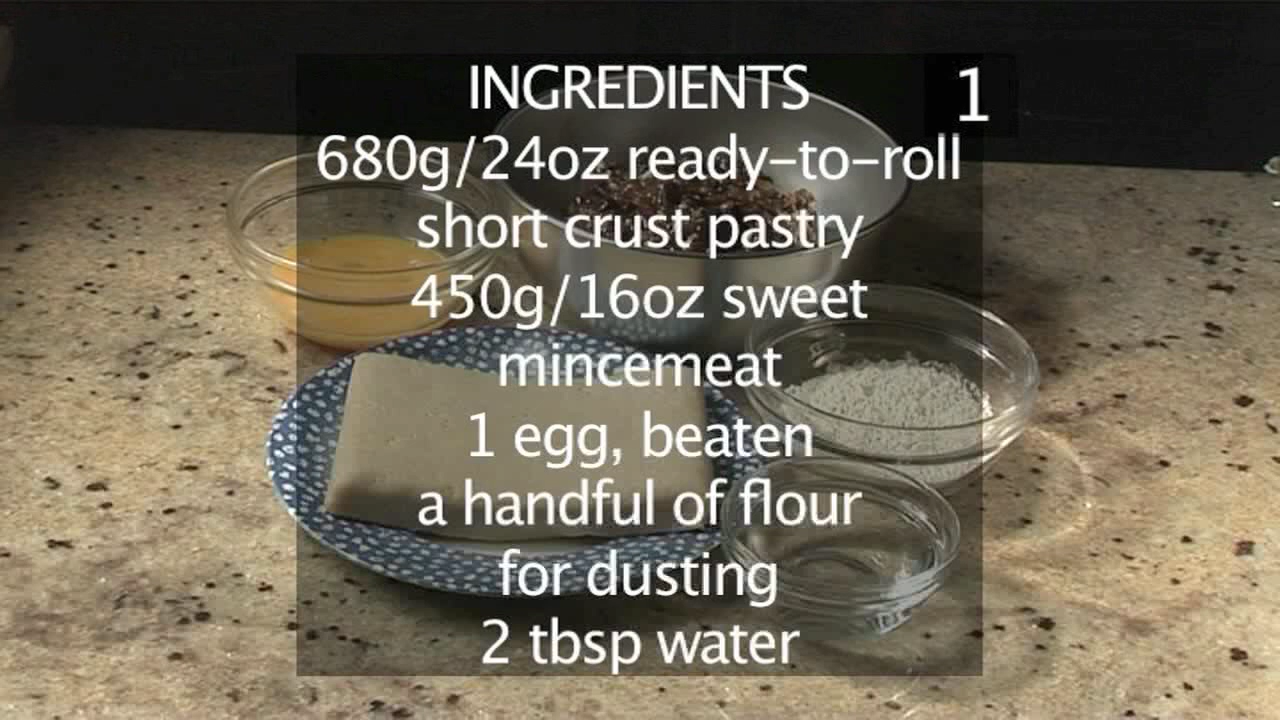 INGREDIENTS
1
680g/24oz ready-to-roll
short crust pastry
450g/16oz sweet
mincemeat
1 egg, beaten
a handful of flour
for dusting
2 tbsp water